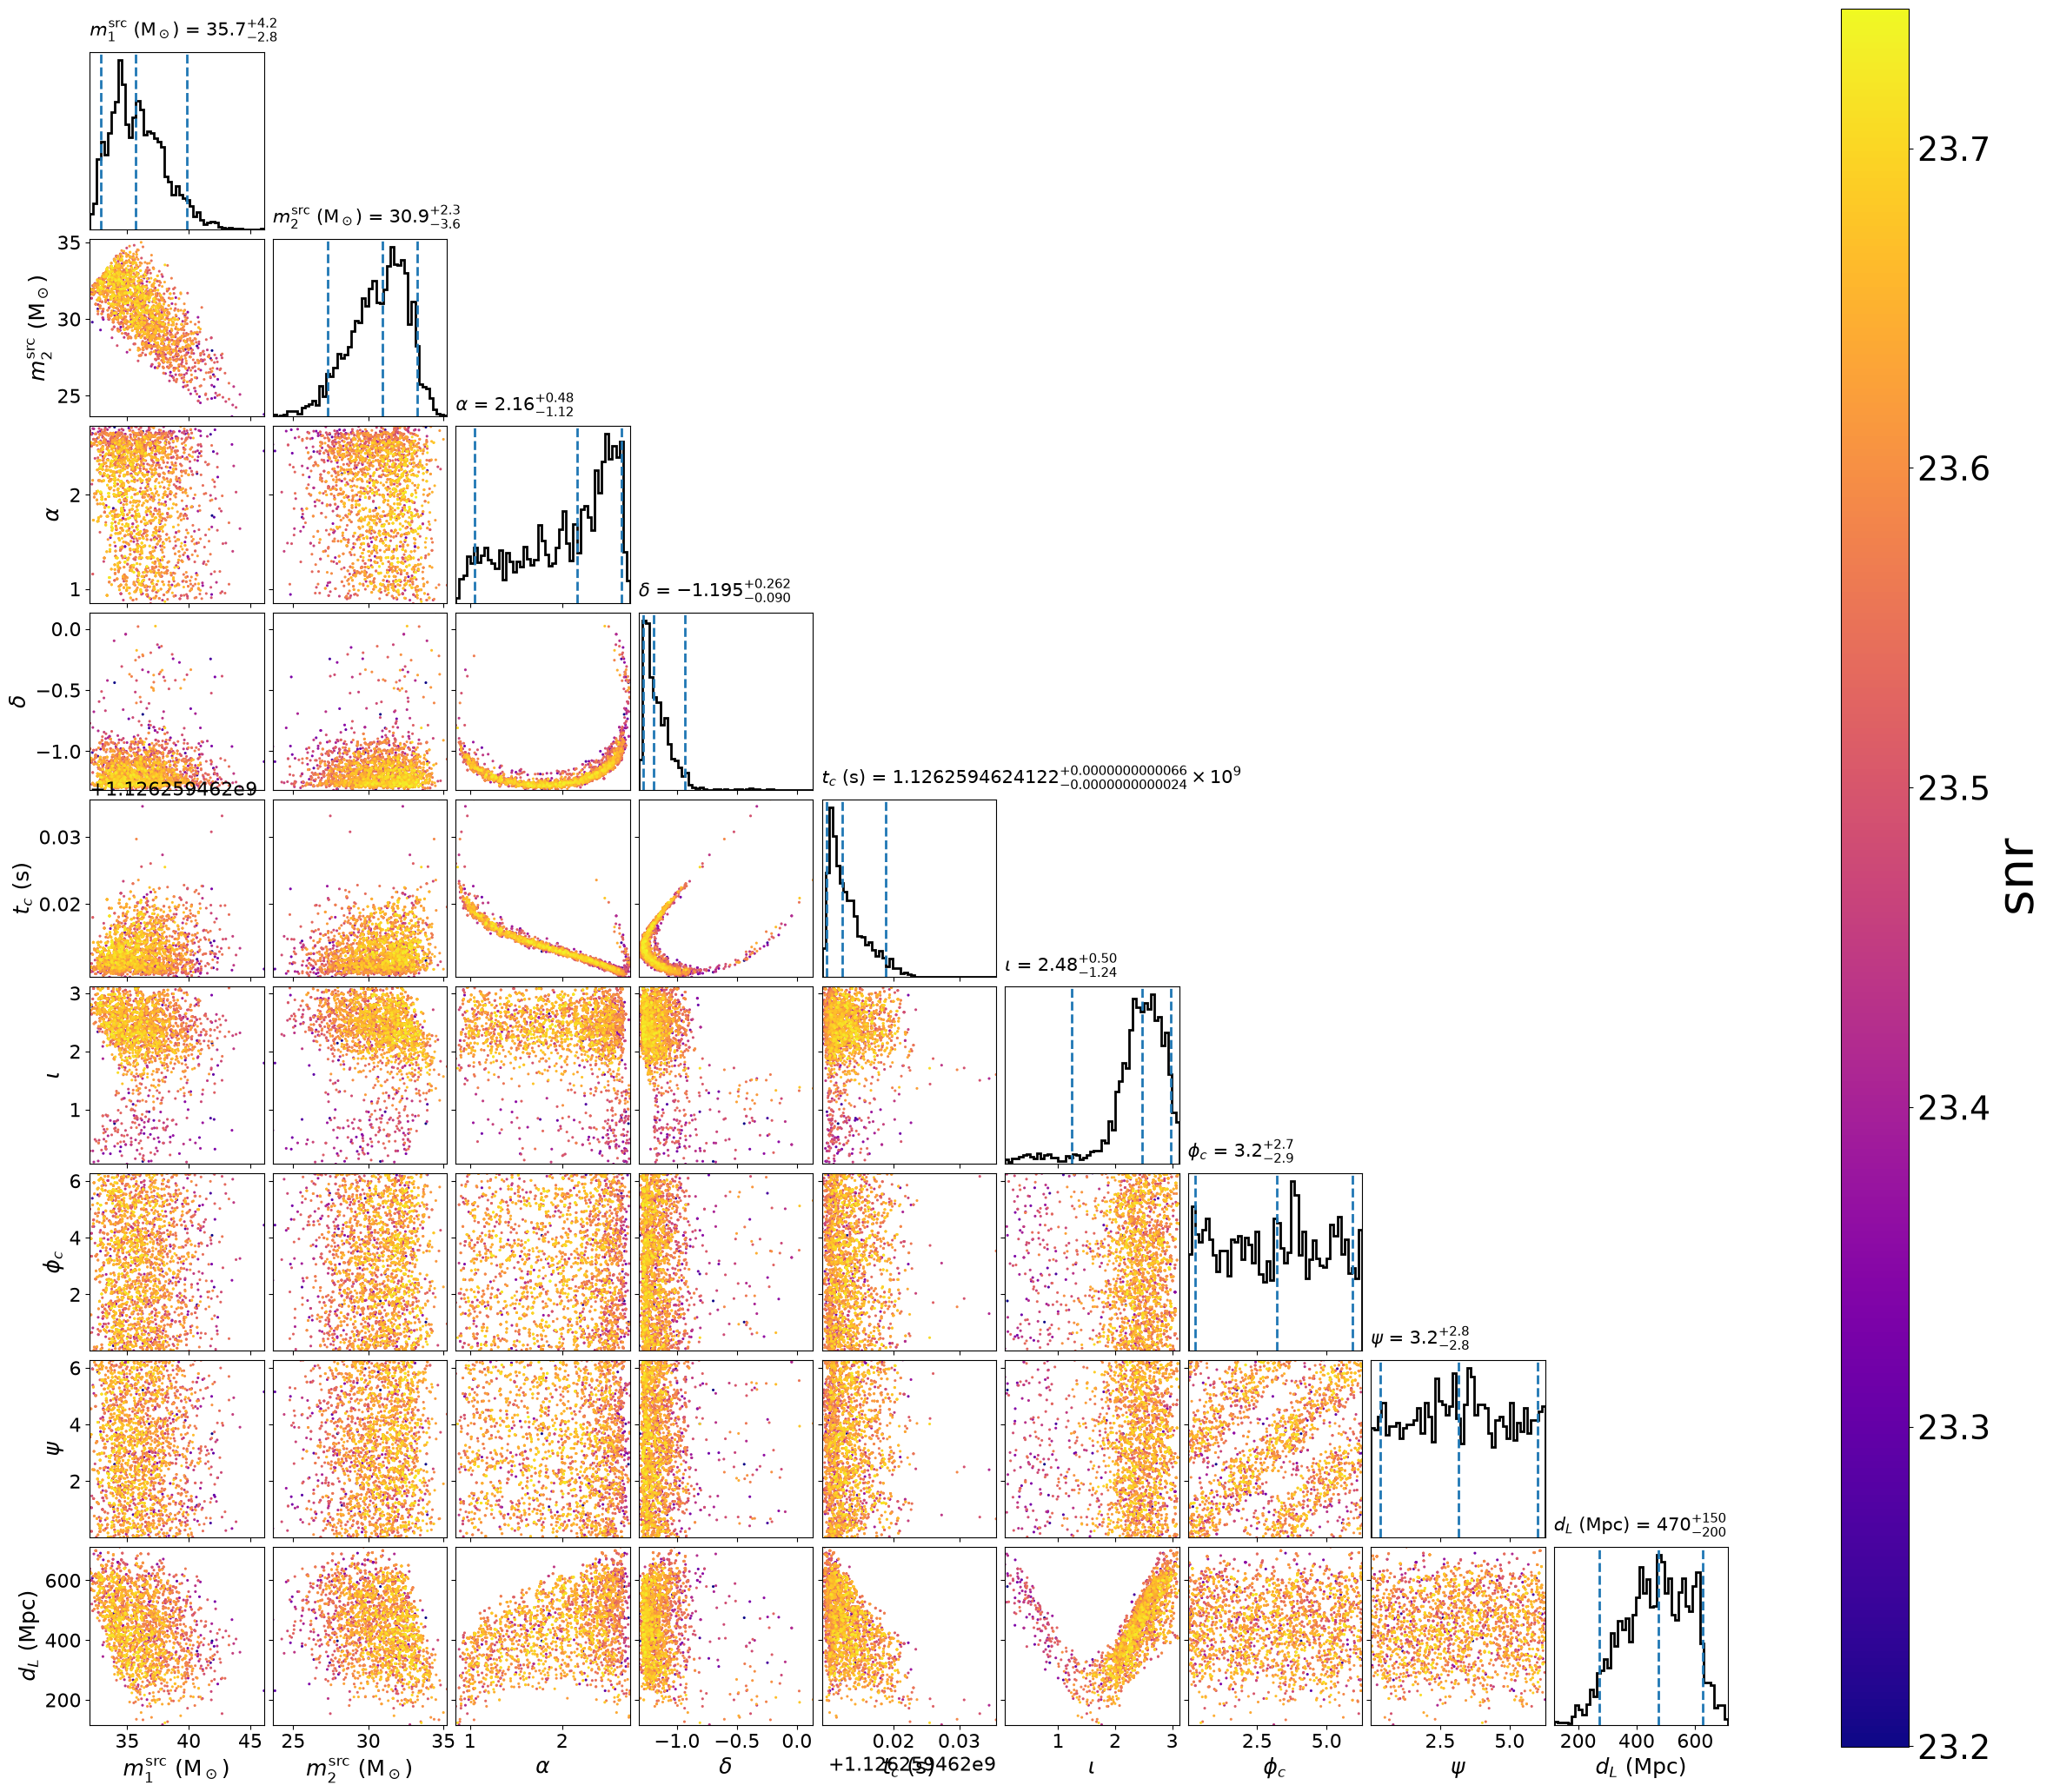 m₁^src (M_⊙) = 35.7^{+4.2}_{−2.8}
m₂^src (M_⊙) = 30.9^{+2.3}_{−3.6}
α = 2.16^{+0.48}_{−1.12}
δ = −1.195^{+0.262}_{−0.090}
t_c (s) = 1.1262594624122^{+0.0000000000066}_{−0.0000000000024} × 10⁹
ι = 2.48^{+0.50}_{−1.24}
ϕ_c = 3.2^{+2.7}_{−2.9}
ψ = 3.2^{+2.8}_{−2.8}
d_L (Mpc) = 470^{+150}_{−200}
m₂^src (M_⊙)
35
30
25
α
2
1
δ
0.0
−0.5
−1.0
+1.126259462e9
t_c (s)
0.03
0.02
ι
3
2
1
ϕ_c
6
4
2
ψ
6
4
2
d_L (Mpc)
600
400
200
35 40 45
m₁^src (M_⊙)
25 30 35
m₂^src (M_⊙)
1 2
α
−1.0 −0.5 0.0
δ
0.02 0.03
+1.126259462e9
t_c (s)
1 2 3
ι
2.5 5.0
ϕ_c
2.5 5.0
ψ
200 400 600
d_L (Mpc)
23.7
23.6
23.5
23.4
23.3
23.2
snr